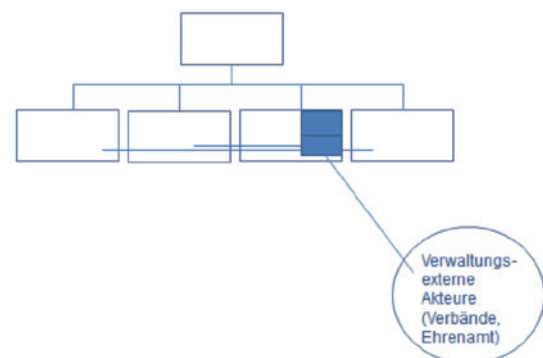 Verwaltungs-
externe
Akteure
(Verbände,
Ehrenamt)